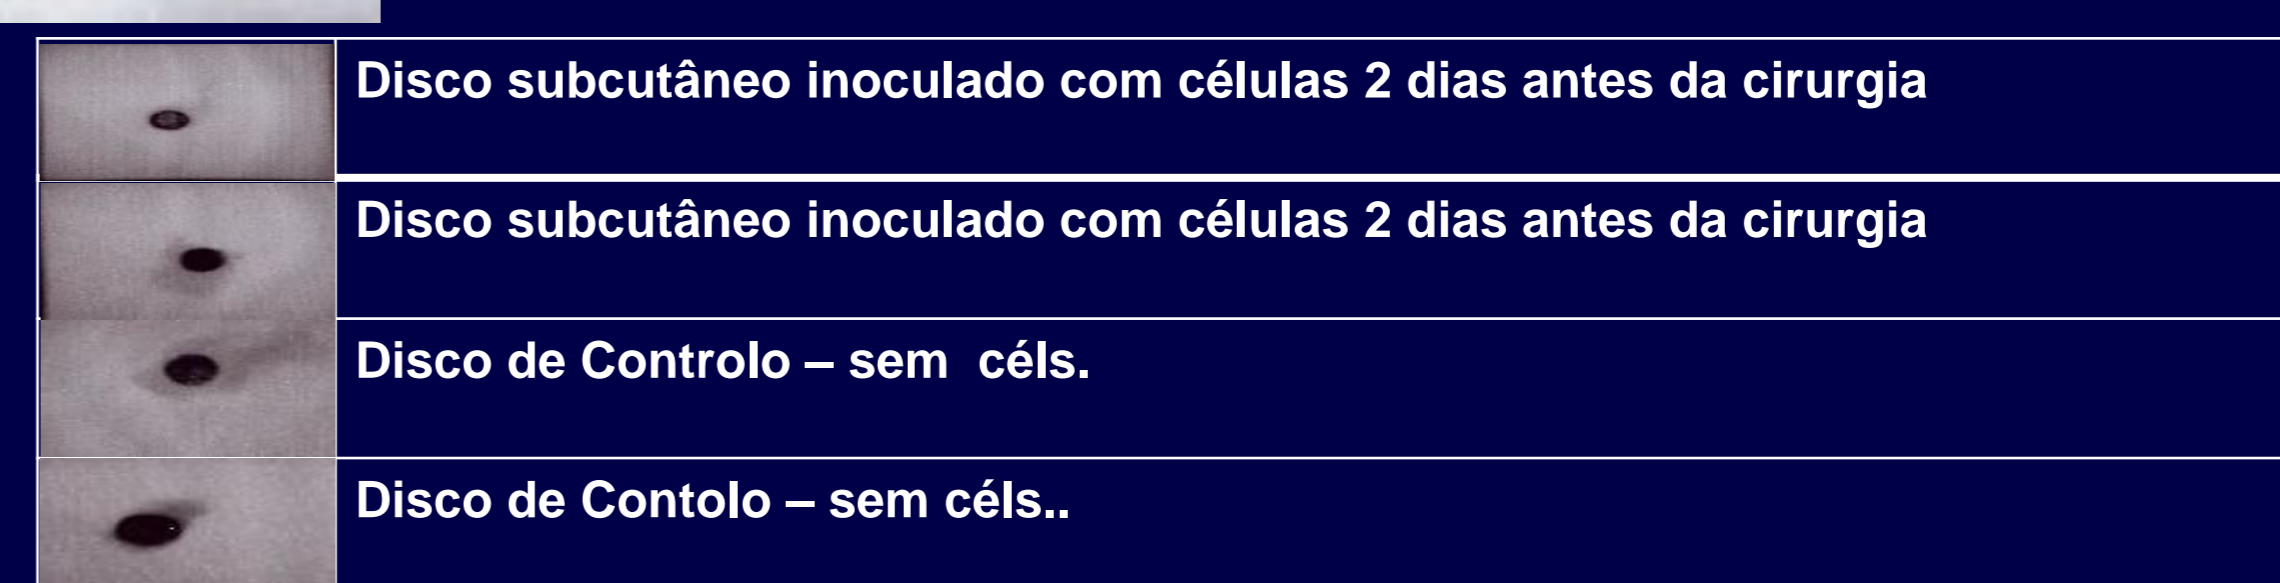 Disco subcutâneo inoculado com células 2 dias antes da cirurgia
Disco subcutâneo inoculado com células 2 dias antes da cirurgia
Disco de Controlo – sem  céls.
Disco de Contolo – sem céls..